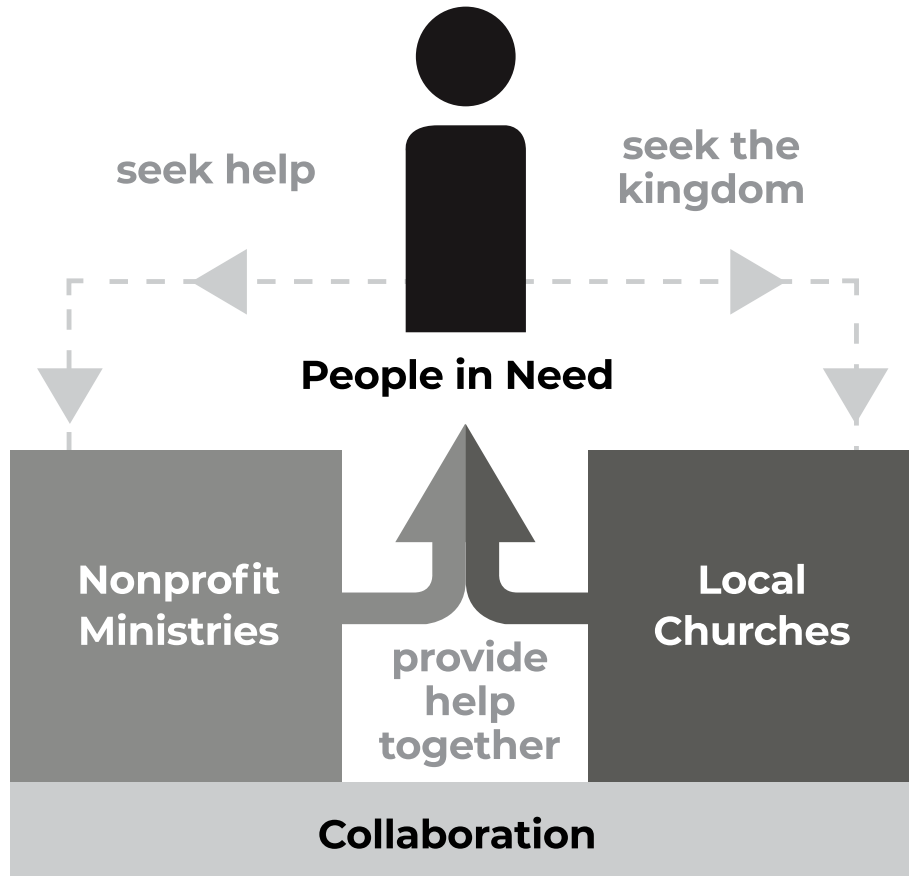 seek help
seek the
kingdom
People in Need
Nonprofit
Ministries
Local
Churches
provide
help
together
Collaboration